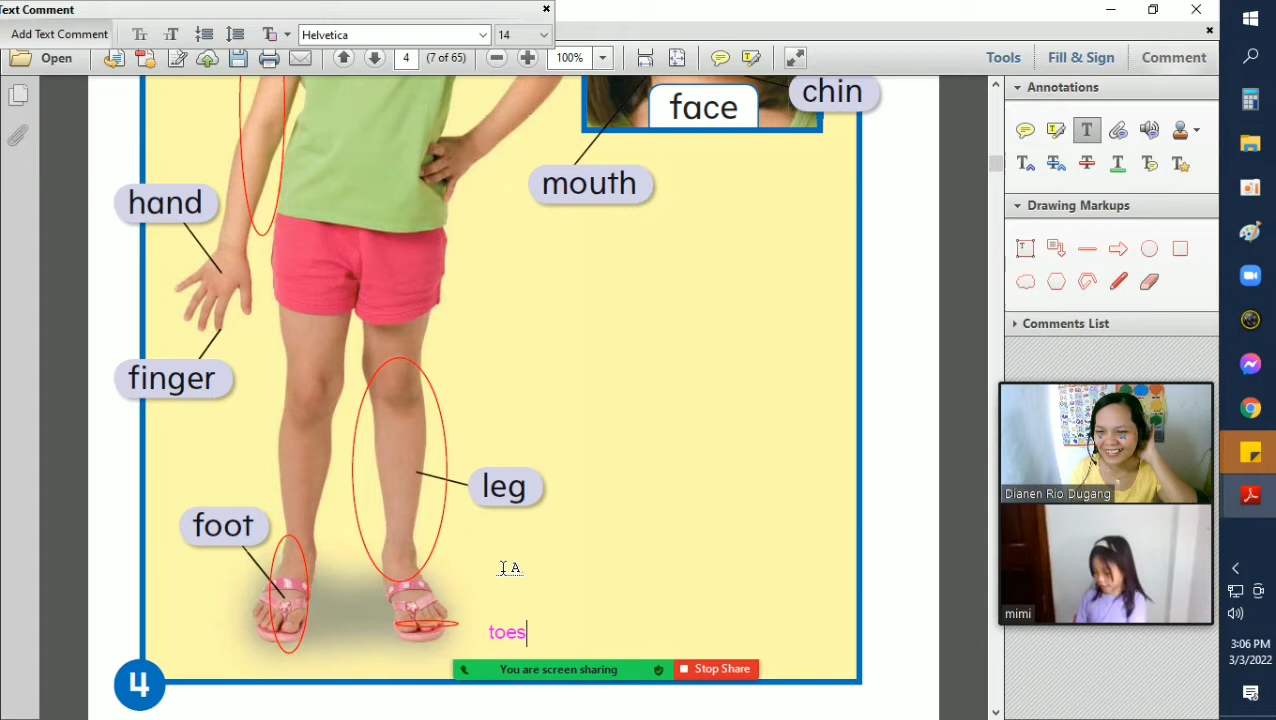 Text Comment
Add Text Comment
Helvetica
14
Open
4
(7 of 65)
100%
Tools
Fill & Sign
Comment
Annotations
T
Drawing Markups
Comments List
chin
face
mouth
hand
finger
leg
foot
toes
A
4
You are screen sharing
Stop Share
Dianen Rio Dugang
mimi
3:06 PM
3/3/2022